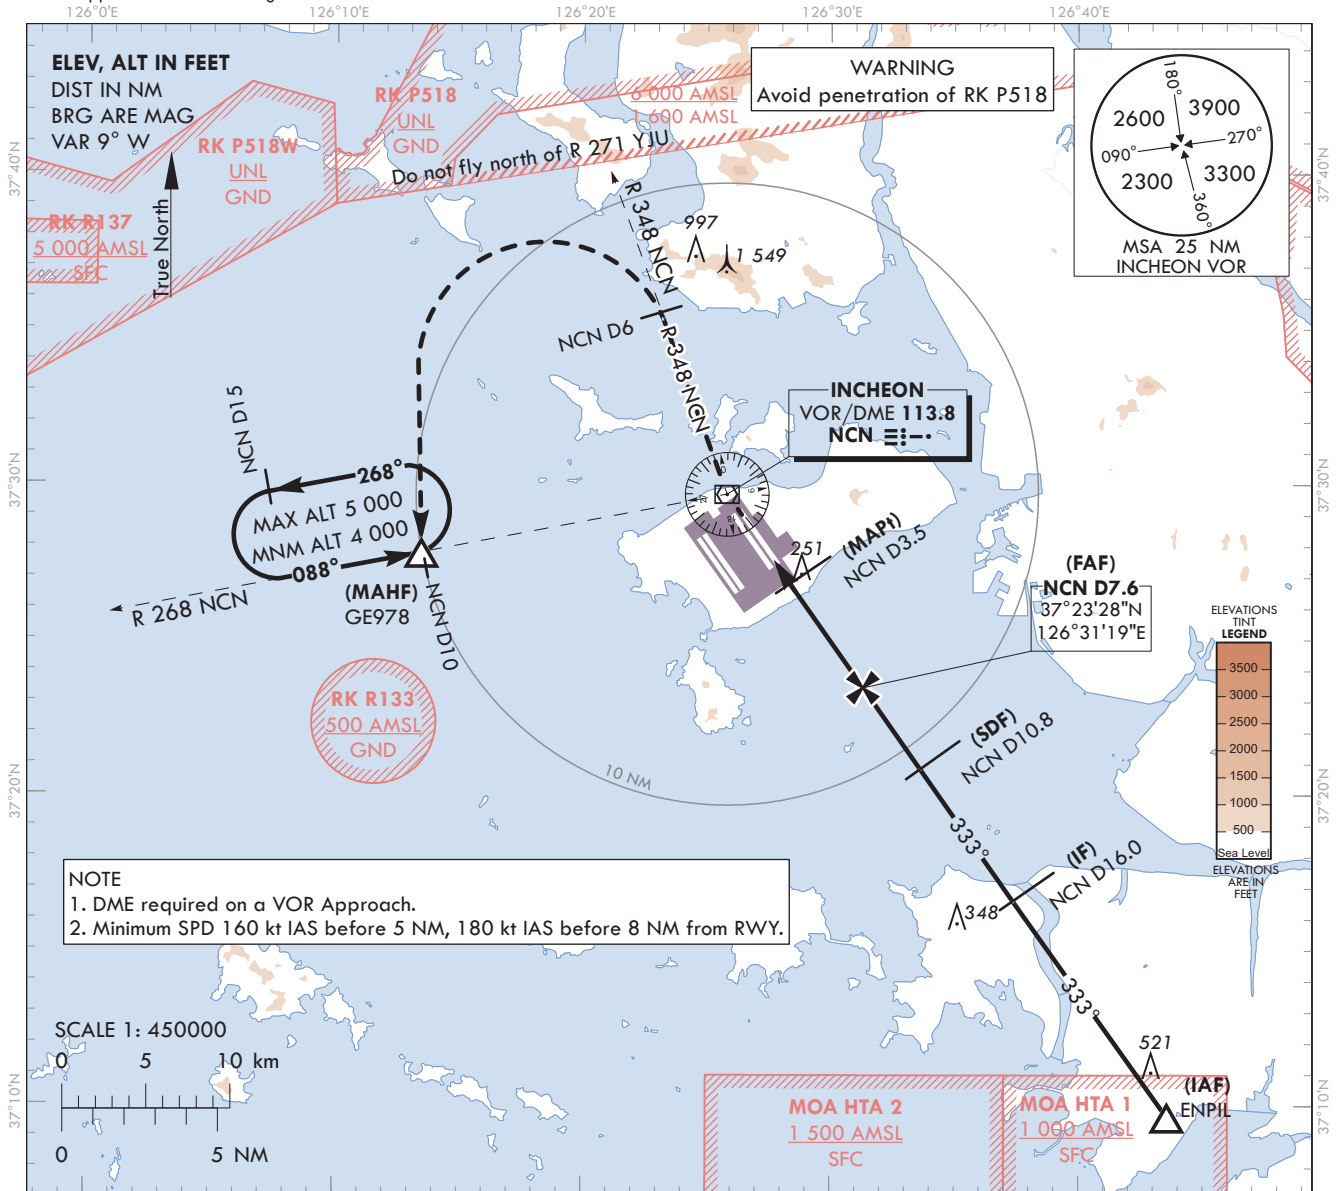 126°0'E
126°10'E
126°20'E
126°30'E
126°40'E
ELEV, ALT IN FEET
DIST IN NM
BRG ARE MAG
VAR 9° W
True North
RK P518W
UNL
GND
RK P518
UNL
GND
6 000 AMSL
1 600 AMSL
WARNING
Avoid penetration of RK P518
Do not fly north of R 271 YJU
180°
2600
3900
270°
090°
2300
3300
360°
MSA 25 NM
INCHEON VOR
37°40'N
37°40'N
RK R137
5 000 AMSL
SFC
R 348 NCN
997
1 549
NCN D6
R 348 NCN
INCHEON
VOR/DME 113.8
NCN
NCN D15
268°
MAX ALT 5 000
MNM ALT 4 000
088°
R 268 NCN
(MAHF)
GE978
NCN D10
37°30'N
37°30'N
251
(MAPt)
NCN D3.5
(FAF)
NCN D7.6
37°23'28"N
126°31'19"E
RK R133
500 AMSL
GND
10 NM
(SDF)
NCN D10.8
333°
ELEVATIONS
TINT
LEGEND
3500
3000
2500
2000
1500
1000
500
Sea Level
ELEVATIONS
ARE IN
FEET
37°20'N
37°20'N
(IF)
NCN D16.0
348
NOTE
1. DME required on a VOR Approach.
2. Minimum SPD 160 kt IAS before 5 NM, 180 kt IAS before 8 NM from RWY.
333°
SCALE 1: 450000
0 5 10 km
0 5 NM
521
(IAF)
ENPIL
MOA HTA 2
1 500 AMSL
SFC
MOA HTA 1
1 000 AMSL
SFC
37°10'N
37°10'N